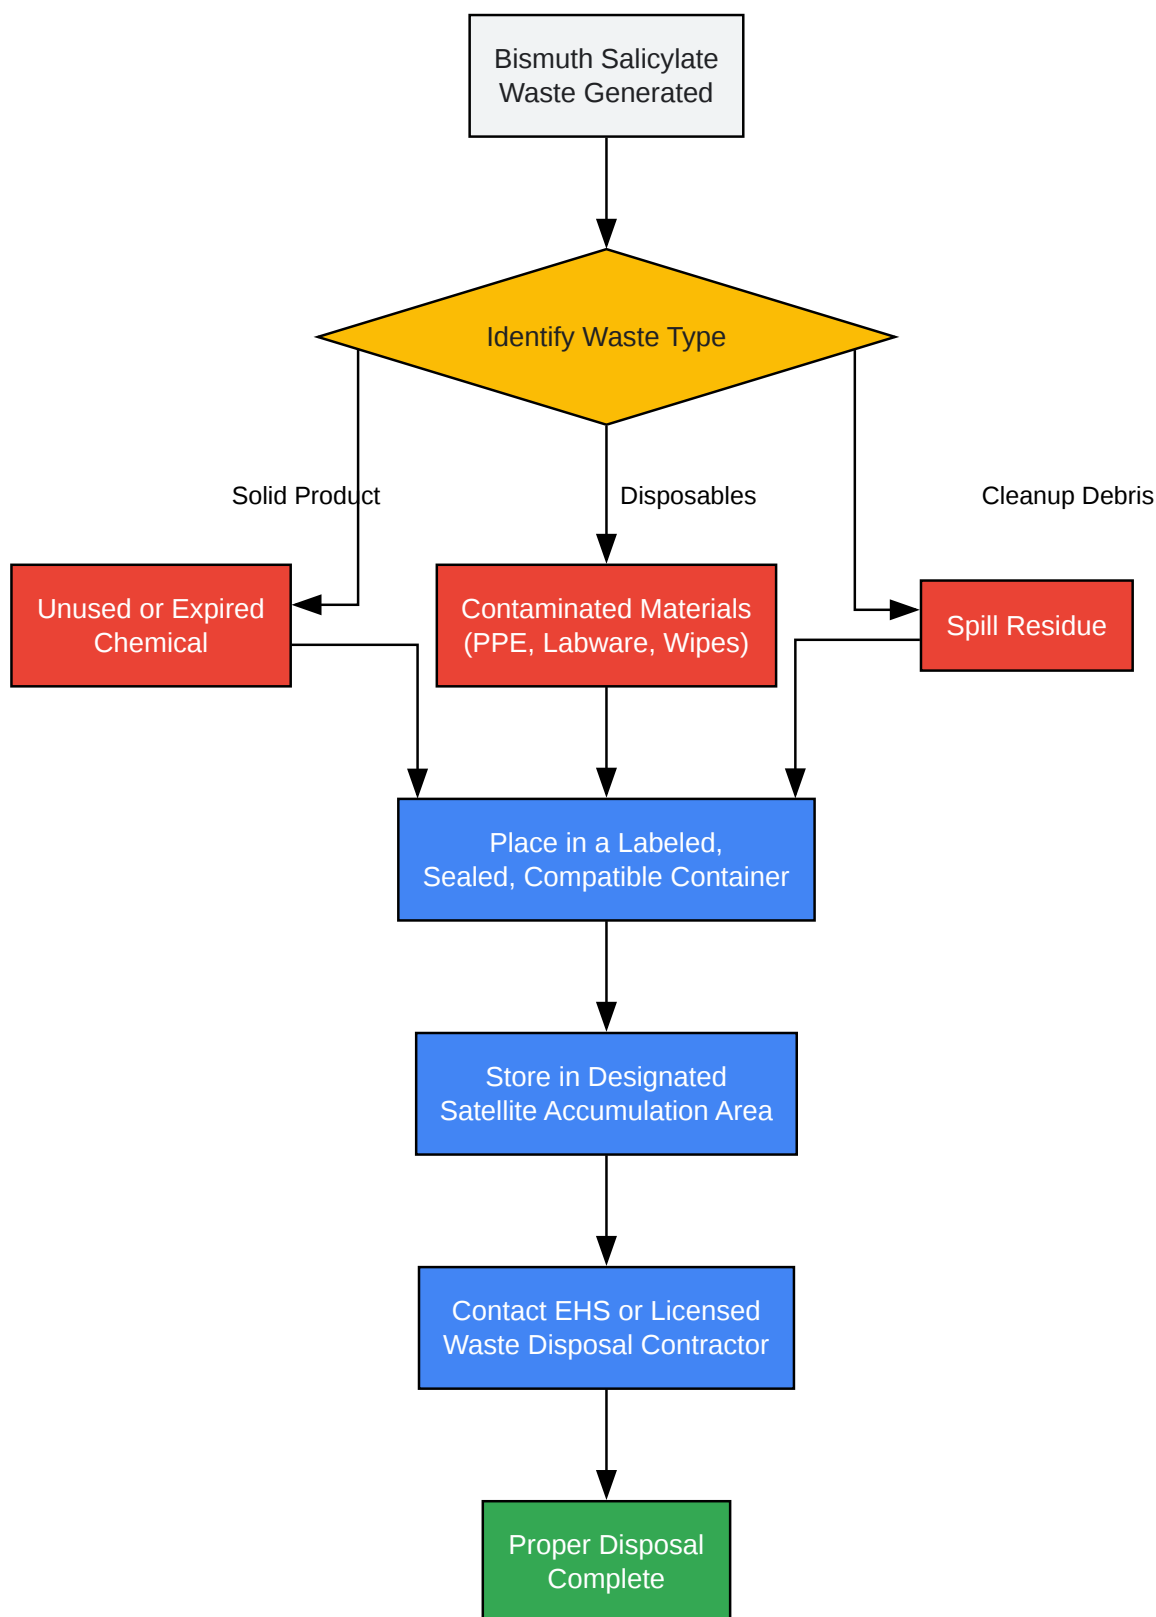 Bismuth Salicylate
Waste Generated
Identify Waste Type
Solid Product
Disposables
Cleanup Debris
Unused or Expired
Chemical
Contaminated Materials
(PPE, Labware, Wipes)
Spill Residue
Place in a Labeled,
Sealed, Compatible Container
Store in Designated
Satellite Accumulation Area
Contact EHS or Licensed
Waste Disposal Contractor
Proper Disposal
Complete